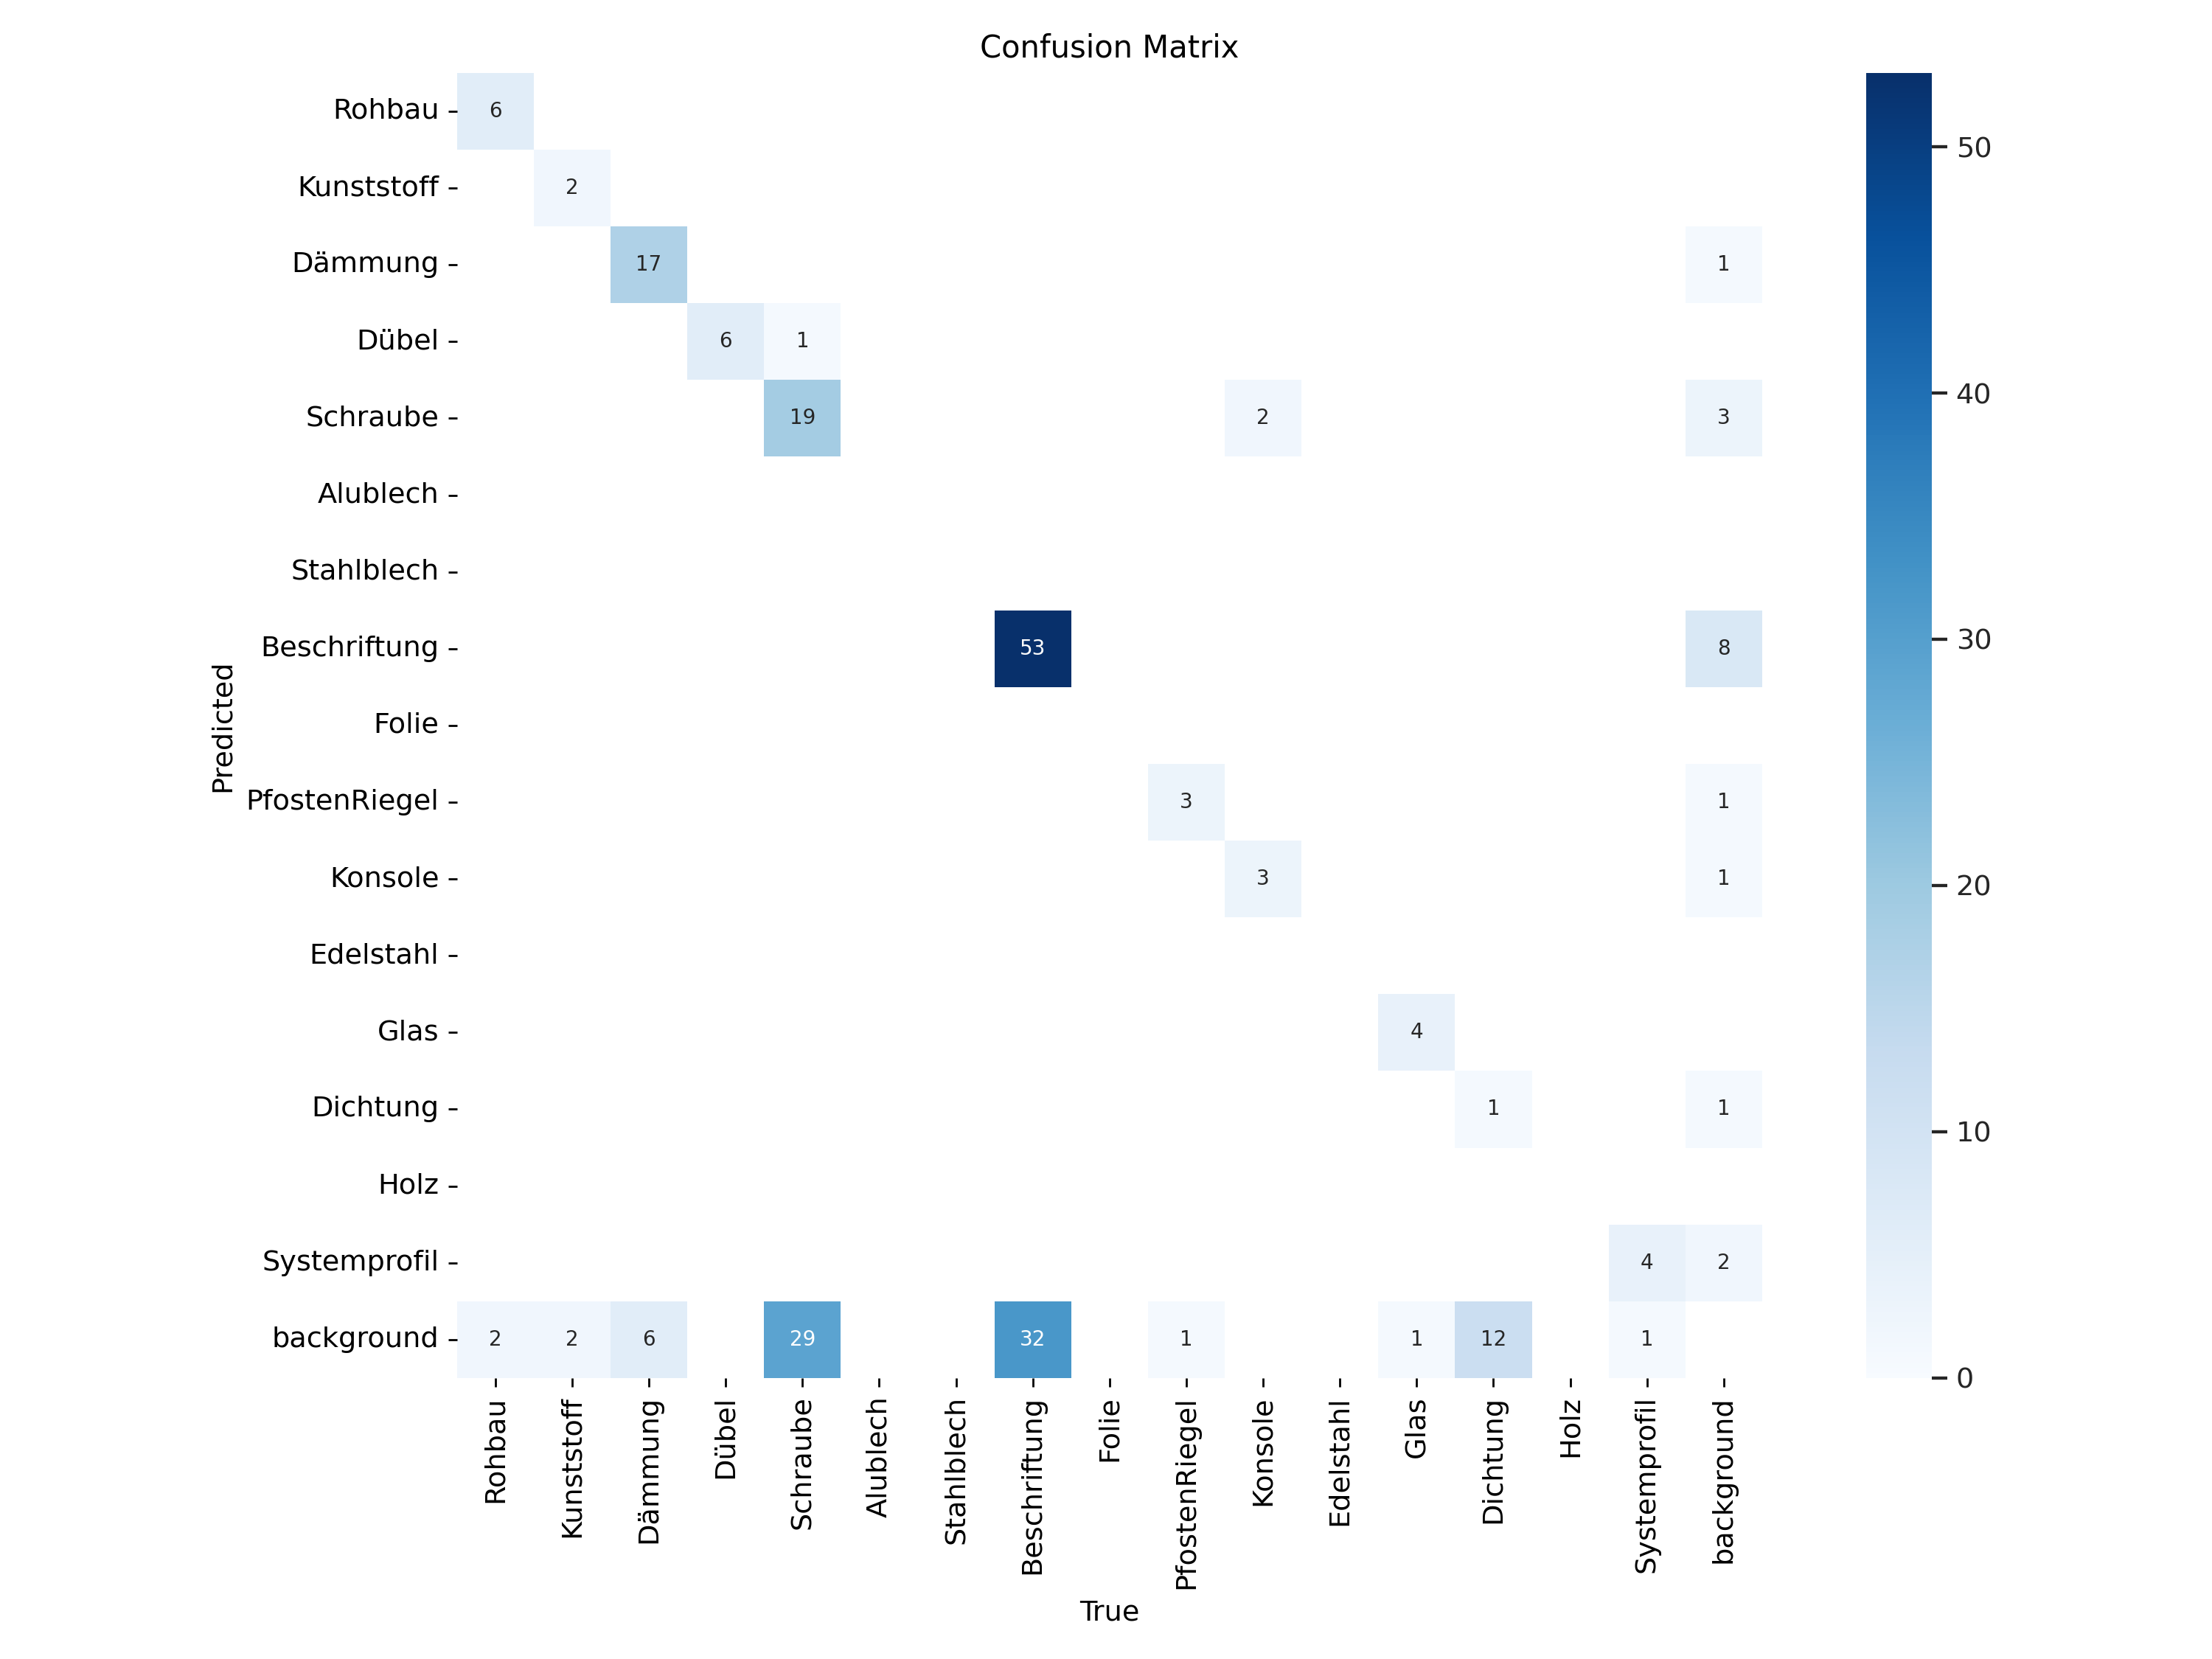 Confusion Matrix
Rohbau 6
Kunststoff 2
Dämmung 17 1
Dübel 6 1
Schraube 19 2 3
Alublech
Stahlblech
Beschriftung 53 8
Folie
PfostenRiegel 3 1
Konsole 3 1
Edelstahl
Glas 4
Dichtung 1 1
Holz
Systemprofil 4 2
background 2 2 6 29 32 1 1 12 1
Predicted
Rohbau Kunststoff Dämmung Dübel Schraube Alublech Stahlblech Beschriftung Folie PfostenRiegel Konsole Edelstahl Glas Dichtung Holz Systemprofil background
True
50
40
30
20
10
0